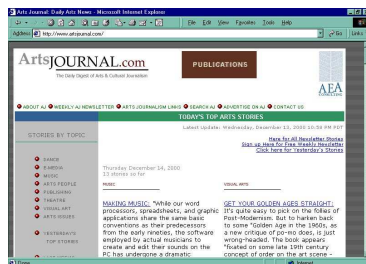 Arts Journal: Daily Arts News - Microsoft Internet Explorer
File Edit View Favorites Tools Help
Address http://www.artsjournal.com/ Go Links
ArtsJOURNAL.com
The Daily Digest of Arts & Cultural Journalism
PUBLICATIONS
AEA
CONSULTING
ABOUT AJ WEEKLY AJ NEWSLETTER ARTS JOURNALISM LINKS SEARCH AJ ADVERTISE ON AJ CONTACT US
TODAY'S TOP ARTS STORIES
Latest Update: Wednesday, December 13, 2000 10:56 PM PDT
Here for All Newsletter Stories
Sign up Here for Free Weekly Newsletter
Click here for Yesterday's Stories
STORIES BY TOPIC
DANCE
E-MEDIA
MUSIC
ARTS PEOPLE
PUBLISHING
THEATRE
VISUAL ART
ARTS ISSUES
YESTERDAYS
TOP STORIES
Thursday December 14, 2000
13 stories so far
MUSIC
MAKING MUSIC: "While our word
processors, spreadsheets, and graphic
applications share the same basic
conventions as their predecessors
from the early nineties, the software
employed by actual musicians to
create and edit their sounds on the
PC has undergone a dramatic
VISUAL ARTS
GET YOUR GOLDEN AGES STRAIGHT:
It's quite easy to pick on the follies of
Post-Modernism. But to harken back
to some "Golden Age in the 1960s, as
a new critique of po-mo does, is just
wrong-headed. The book appears
"foisted on some late 19th century
concept of order on the art scene -
Done
Internet